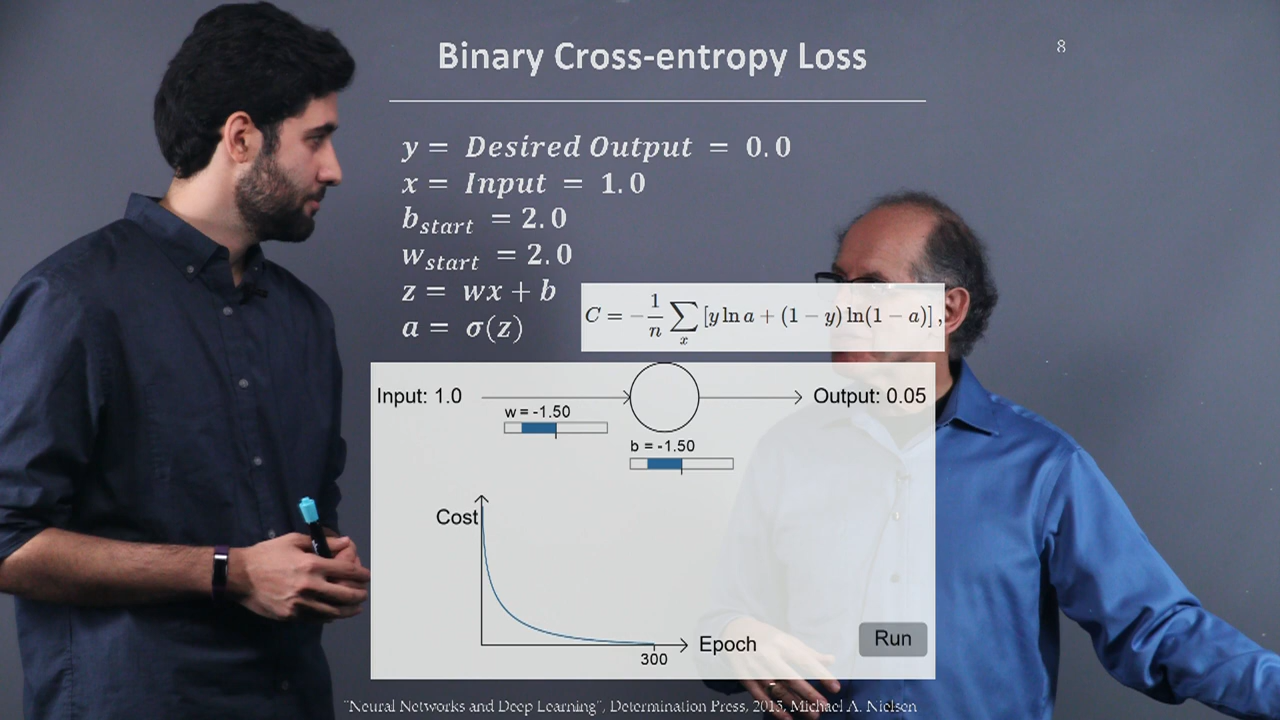 Binary Cross-entropy Loss
8
y = Desired Output = 0.0
x = Input = 1.0
b_start = 2.0
w_start = 2.0
z = wx + b
a = σ(z)
C = -1/n ∑_x [y ln a + (1 − y) ln(1 − a)],
Input: 1.0
Output: 0.05
w = -1.50
b = -1.50
Cost
Epoch
300
Run
"Neural Networks and Deep Learning", Determination Press, 2015, Michael A. Nielsen